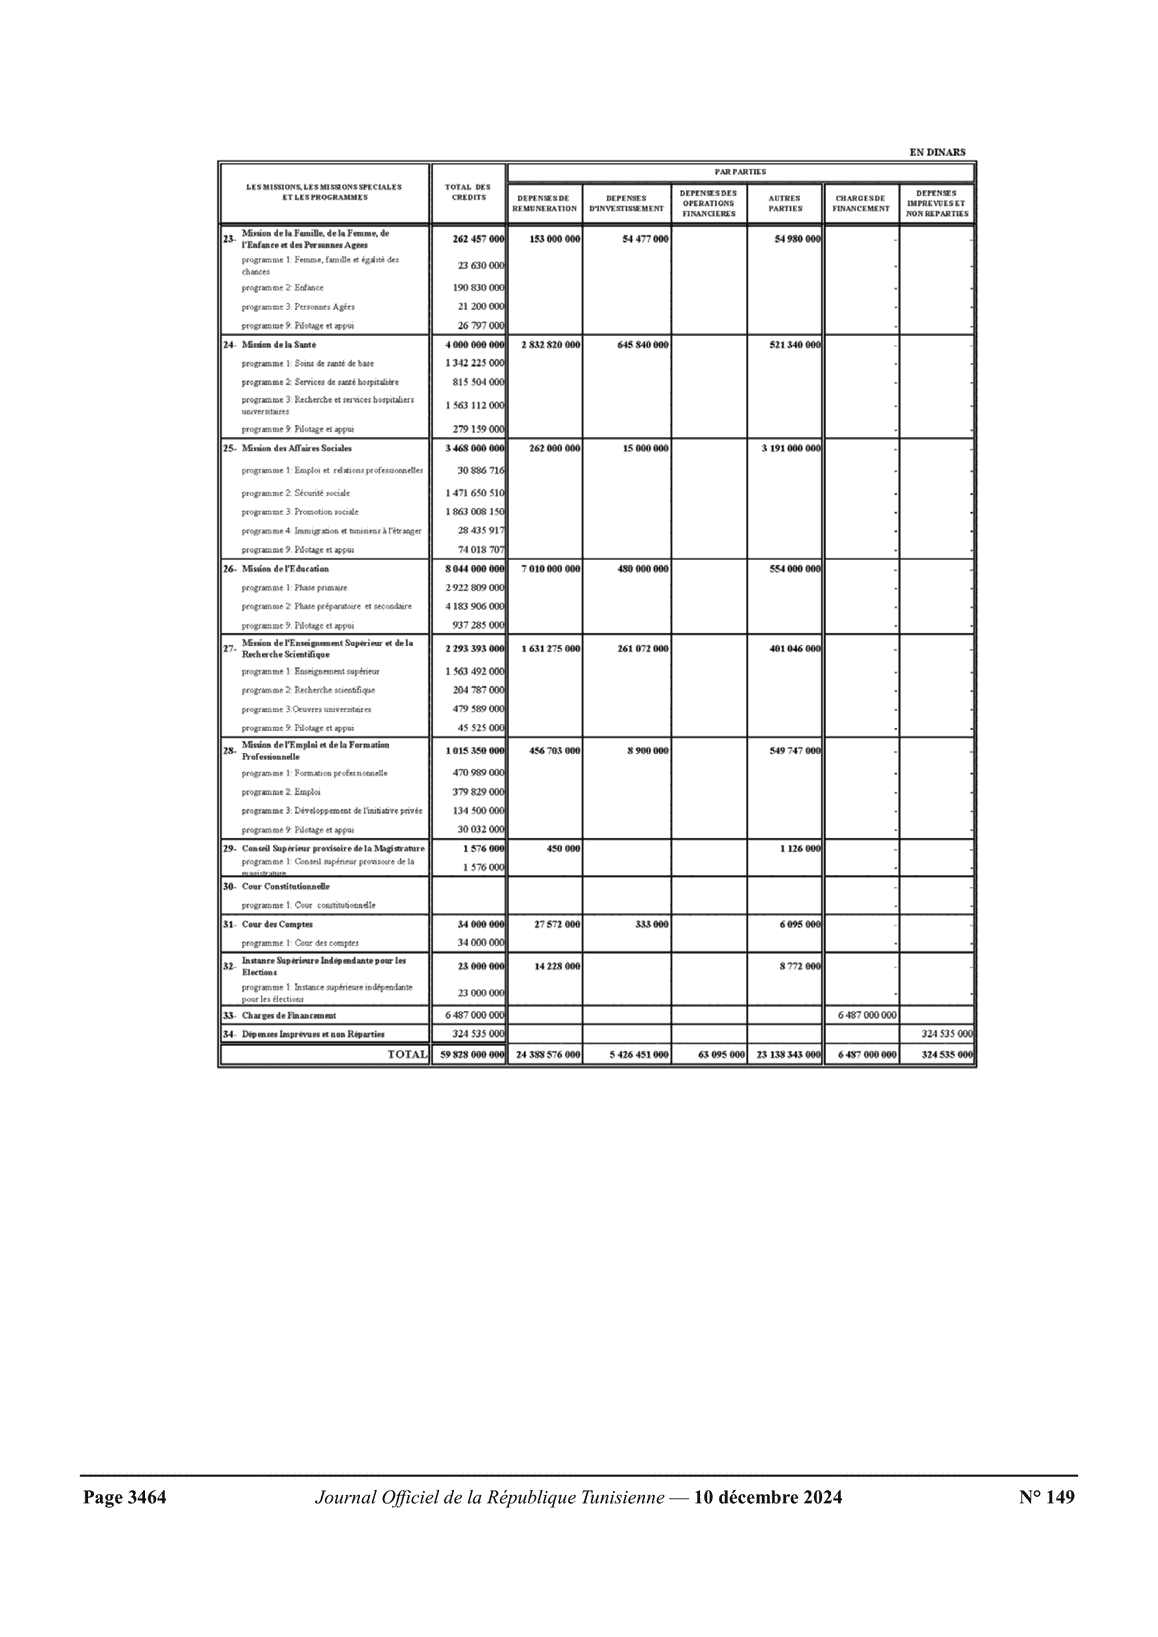 EN DINARS
LES MISSIONS, LES MISSIONS SPECIALES ET LES PROGRAMMES | TOTAL DES CREDITS | PAR PARTIES
DEPENSES DE REMUNERATION | DEPENSES D'INVESTISSEMENT | DEPENSES DES OPERATIONS FINANCIERES | AUTRES PARTIES | CHARGES DE FINANCEMENT | DEPENSES IMPREVUES ET NON REPARTIES
23- Mission de la Famille, de la Femme, de l'Enfance et des Personnes Agees 262 457 000 153 000 000 54 477 000 54 980 000 - -
programme 1: Femme, famille et égalité des chances 23 630 000 - -
programme 2: Enfance 190 830 000 - -
programme 3: Personnes Agées 21 200 000 - -
programme 9: Pilotage et appui 26 797 000 - -
24- Mission de la Santé 4 000 000 000 2 832 820 000 645 840 000 521 340 000 - -
programme 1: Soins de santé de base 1 342 225 000 - -
programme 2: Services de santé hospitalière 815 504 000 - -
programme 3: Recherche et services hospitaliers universitaires 1 563 112 000 - -
programme 9: Pilotage et appui 279 159 000 - -
25- Mission des Affaires Sociales 3 468 000 000 262 000 000 15 000 000 3 191 000 000 - -
programme 1: Emploi et relations professionnelles 30 886 716 - -
programme 2: Sécurité sociale 1 471 650 510 - -
programme 3: Promotion sociale 1 863 008 150 - -
programme 4: Immigration et tunisiens à l'étranger 28 435 917 - -
programme 9: Pilotage et appui 74 018 707 - -
26- Mission de l'Education 8 044 000 000 7 010 000 000 480 000 000 554 000 000 - -
programme 1: Phase primaire 2 922 809 000 - -
programme 2: Phase préparatoire et secondaire 4 183 906 000 - -
programme 9: Pilotage et appui 937 285 000 - -
27- Mission de l'Enseignement Supérieur et de la Recherche Scientifique 2 293 393 000 1 631 275 000 261 072 000 401 046 000 - -
programme 1: Enseignement supérieur 1 563 492 000 - -
programme 2: Recherche scientifique 204 787 000 - -
programme 3:Oeuvres universitaires 479 589 000 - -
programme 9: Pilotage et appui 45 525 000 - -
28- Mission de l'Emploi et de la Formation Professionnelle 1 015 350 000 456 703 000 8 900 000 549 747 000 - -
programme 1: Formation professionnelle 470 989 000 - -
programme 2: Emploi 379 829 000 - -
programme 3: Développement de l'initiative privée 134 500 000 - -
programme 9: Pilotage et appui 30 032 000 - -
29- Conseil Supérieur provisoire de la Magistrature 1 576 000 450 000 1 126 000 - -
programme 1: Conseil supérieur provisoire de la magistrature 1 576 000 - -
30- Cour Constitutionnelle - -
programme 1: Cour constitutionnelle - -
31- Cour des Comptes 34 000 000 27 572 000 333 000 6 095 000 - -
programme 1: Cour des comptes 34 000 000 - -
32- Instance Supérieure Indépendante pour les Elections 23 000 000 14 228 000 8 772 000 - -
programme 1: Instance supérieure indépendante pour les élections 23 000 000 - -
33- Charges de Financement 6 487 000 000 6 487 000 000
34- Dépenses Imprévues et non Réparties 324 535 000 324 535 000
TOTAL 59 828 000 000 24 388 576 000 5 426 451 000 63 095 000 23 138 343 000 6 487 000 000 324 535 000
Page 3464 Journal Officiel de la République Tunisienne — 10 décembre 2024 N° 149